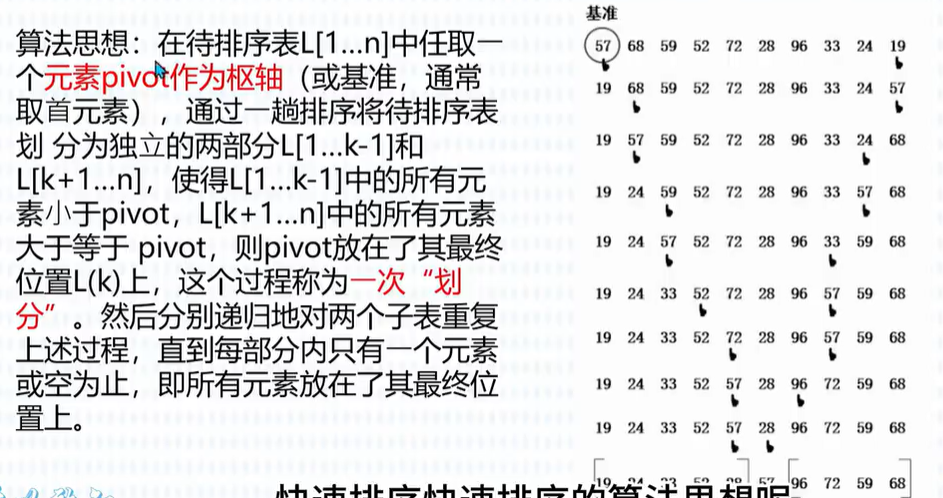 算法思想：在待排序表L[1...n]中任取一
个元素pivot作为枢轴（或基准，通常
取首元素），通过一趟排序将待排序表
划 分为独立的两部分L[1...k-1]和
L[k+1...n]，使得L[1...k-1]中的所有元
素小于pivot，L[k+1...n]中的所有元素
大于等于 pivot，则pivot放在了其最终
位置L(k)上，这个过程称为一次“划
分”。然后分别递归地对两个子表重复
上述过程，直到每部分内只有一个元素
或空为止，即所有元素放在了其最终位
置上。
基准
57 68 59 52 72 28 96 33 24 19
19 68 59 52 72 28 96 33 24 57
19 57 59 52 72 28 96 33 24 68
19 24 59 52 72 28 96 33 57 68
19 24 57 52 72 28 96 33 59 68
19 24 33 52 72 28 96 57 59 68
19 24 33 52 72 28 96 57 59 68
19 24 33 52 57 28 96 72 59 68
19 24 33 52 57 28 96 72 59 68
19 24 33 52 28 57 96 72 59 68
快速排序快速排序的算法思想呢